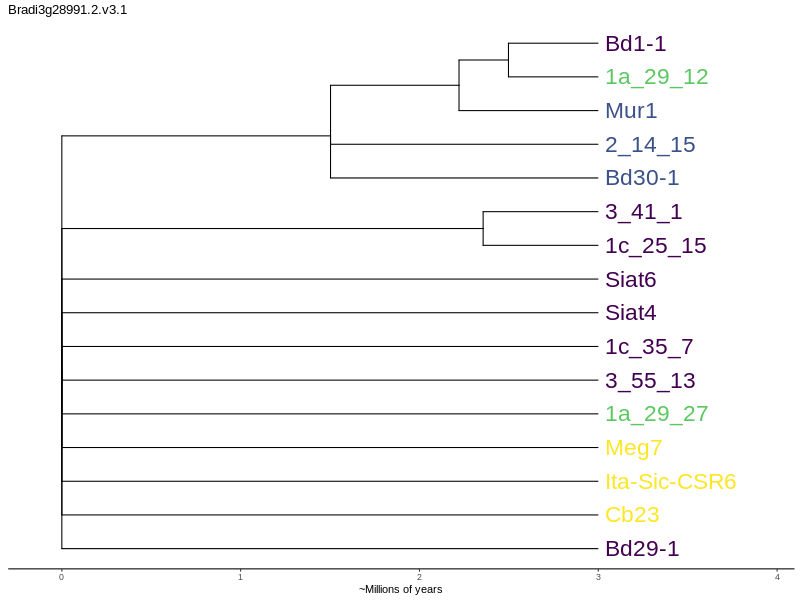 Bradi3g28991.2.v3.1
Bd1-1
1a_29_12
Mur1
2_14_15
Bd30-1
3_41_1
1c_25_15
Siat6
Siat4
1c_35_7
3_55_13
1a_29_27
Meg7
Ita-Sic-CSR6
Cb23
Bd29-1
0 1 2 3 4
~Millions of years